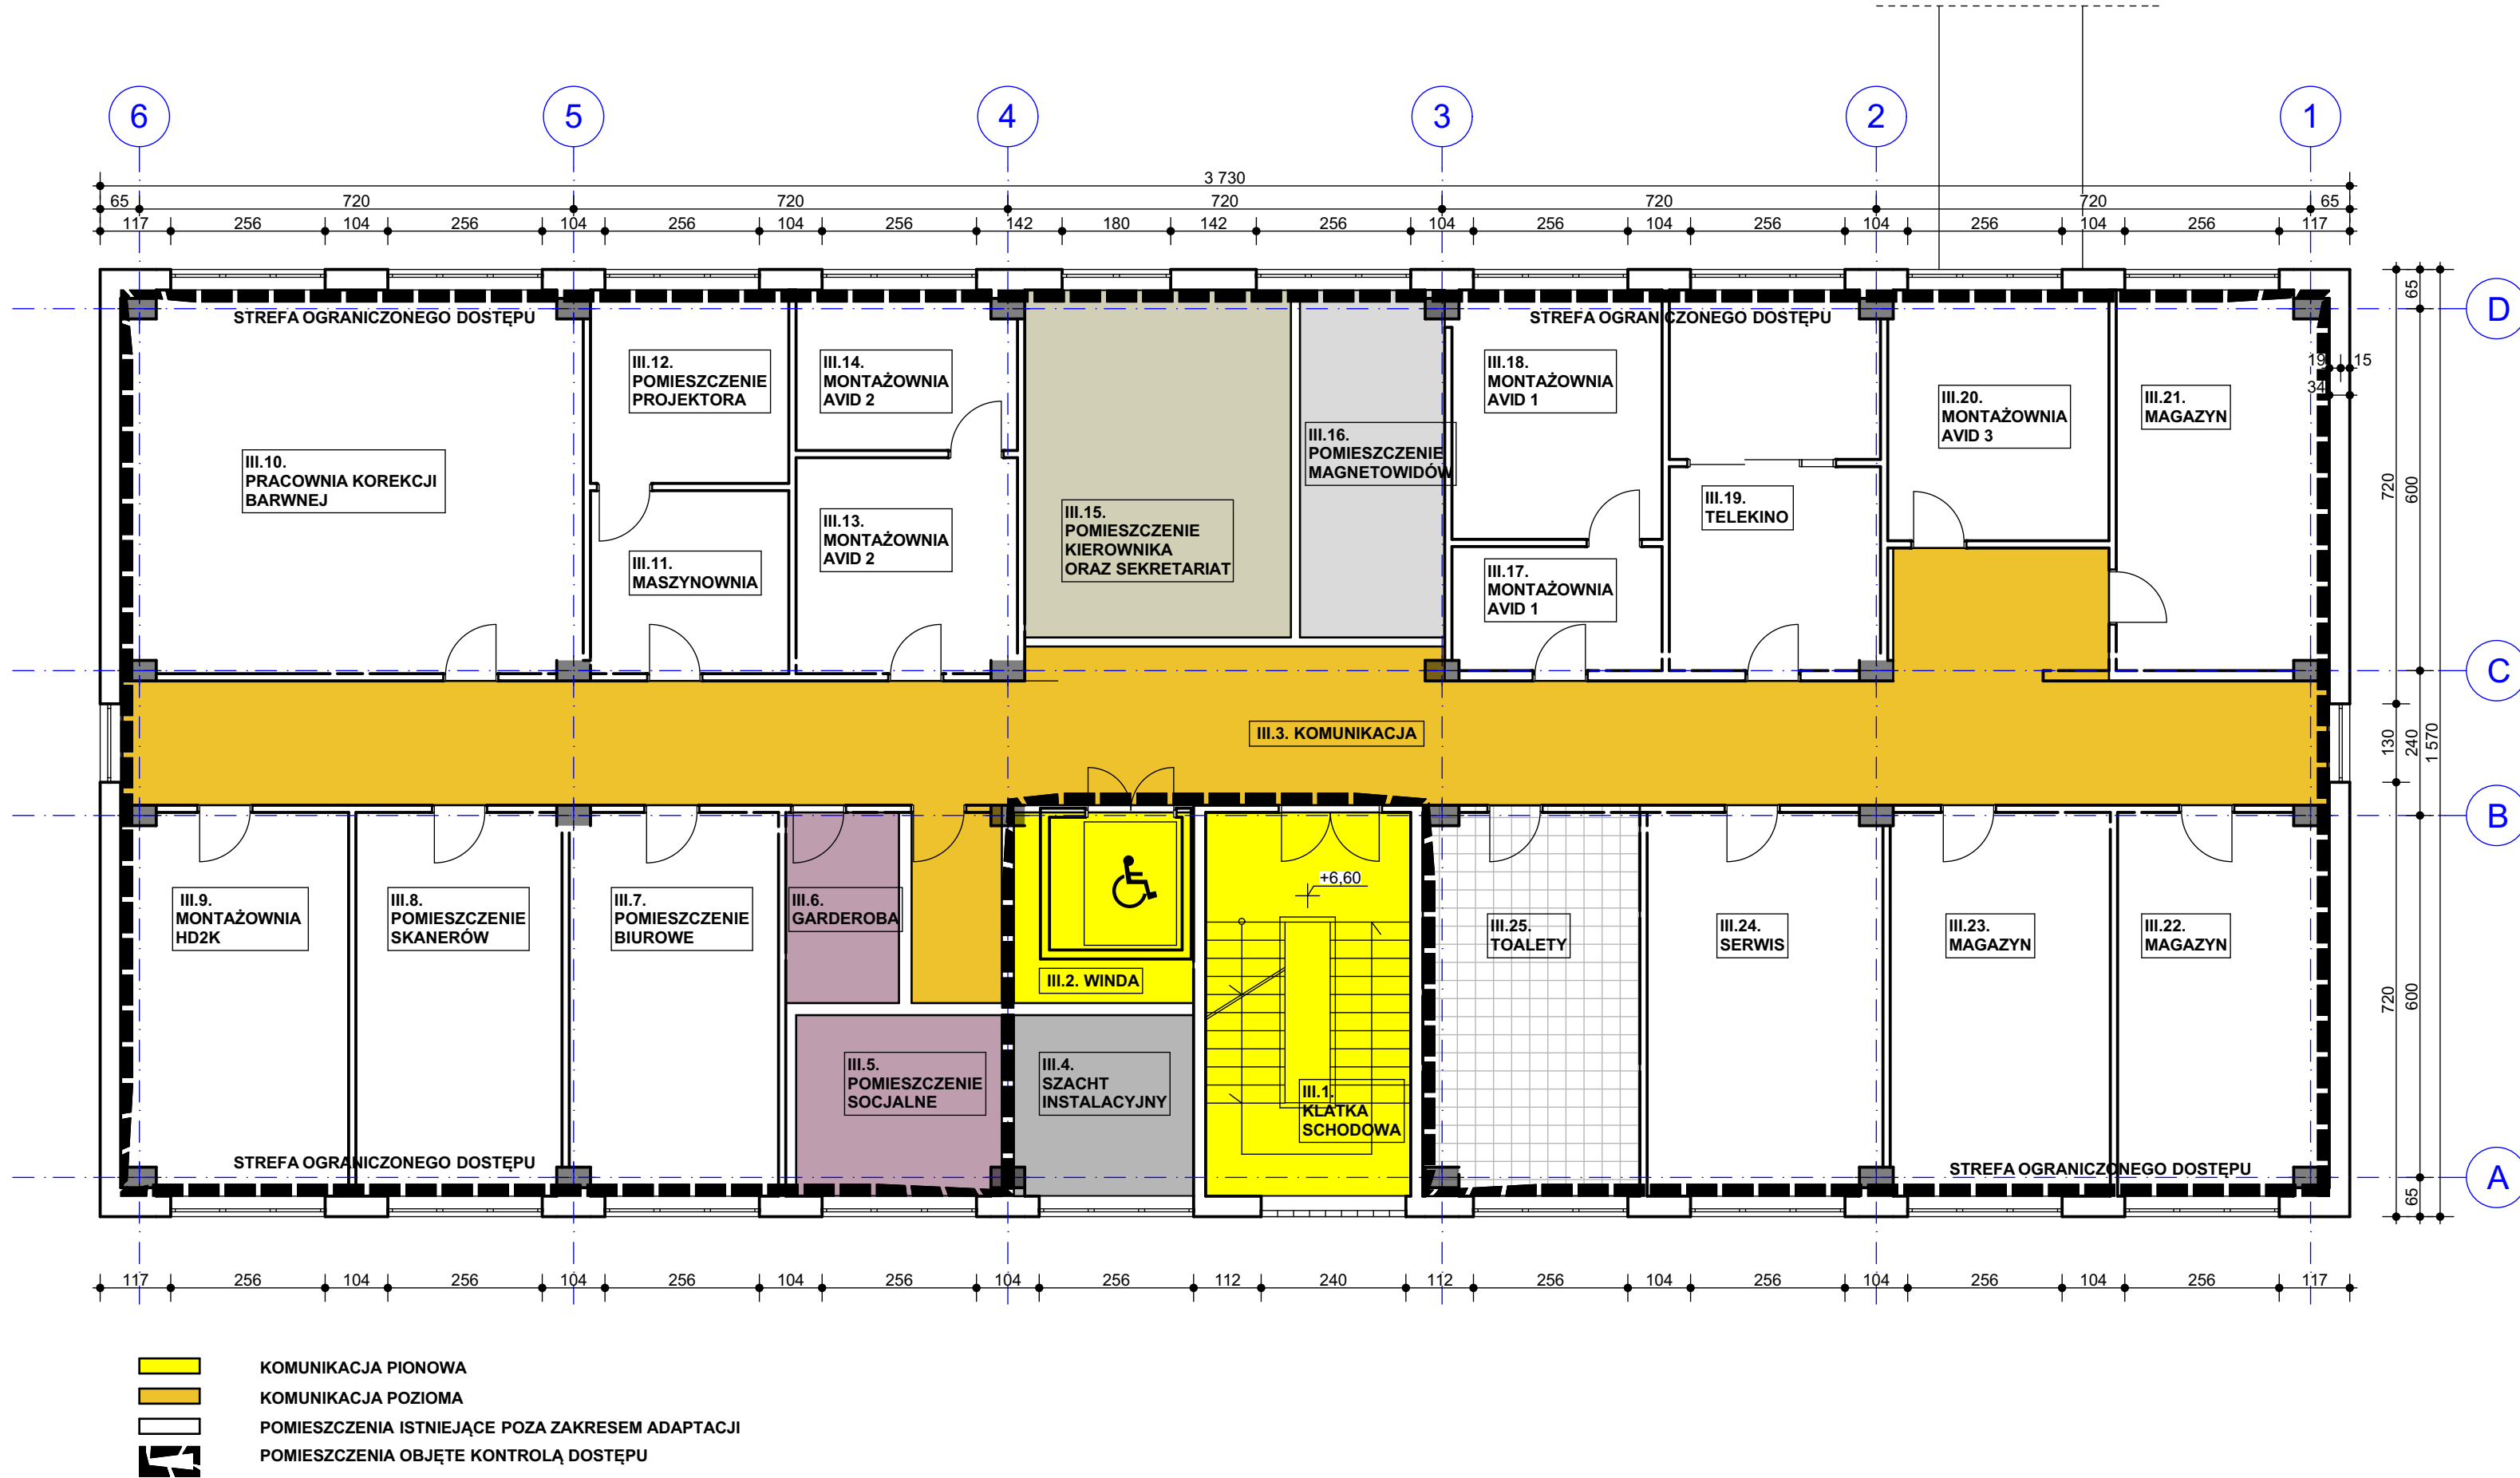 6 5 4 3 2 1
3 730
65 720 720 720 720 720 65
117 256 104 256 104 256 104 256 142 180 142 256 104 256 104 256 104 256 104 256 117
STREFA OGRANICZONEGO DOSTĘPU
STREFA OGRANICZONEGO DOSTĘPU
65
D
19 15
34
III.12.
POMIESZCZENIE
PROJEKTORA
III.14.
MONTAŻOWNIA
AVID 2
III.18.
MONTAŻOWNIA
AVID 1
III.20.
MONTAŻOWNIA
AVID 3
III.21.
MAGAZYN
III.10.
PRACOWNIA KOREKCJI
BARWNEJ
III.16.
POMIESZCZENIE
MAGNETOWIDÓW
III.15.
POMIESZCZENIE
KIEROWNIKA
ORAZ SEKRETARIAT
III.13.
MONTAŻOWNIA
AVID 2
III.19.
TELEKINO
720 600
III.11.
MASZYNOWNIA
III.17.
MONTAŻOWNIA
AVID 1
C
III.3. KOMUNIKACJA
130 240 1 570
B
+6,60
III.9.
MONTAŻOWNIA
HD2K
III.8.
POMIESZCZENIE
SKANERÓW
III.7.
POMIESZCZENIE
BIUROWE
III.6.
GARDEROBA
III.2. WINDA
III.25.
TOALETY
III.24.
SERWIS
III.23.
MAGAZYN
III.22.
MAGAZYN
720 600
III.5.
POMIESZCZENIE
SOCJALNE
III.4.
SZACHT
INSTALACYJNY
III.1.
KLATKA
SCHODOWA
STREFA OGRANICZONEGO DOSTĘPU
STREFA OGRANICZONEGO DOSTĘPU
A
65
117 256 104 256 104 256 104 256 104 256 112 240 112 256 104 256 104 256 104 256 117
KOMUNIKACJA PIONOWA
KOMUNIKACJA POZIOMA
POMIESZCZENIA ISTNIEJĄCE POZA ZAKRESEM ADAPTACJI
POMIESZCZENIA OBJĘTE KONTROLĄ DOSTĘPU